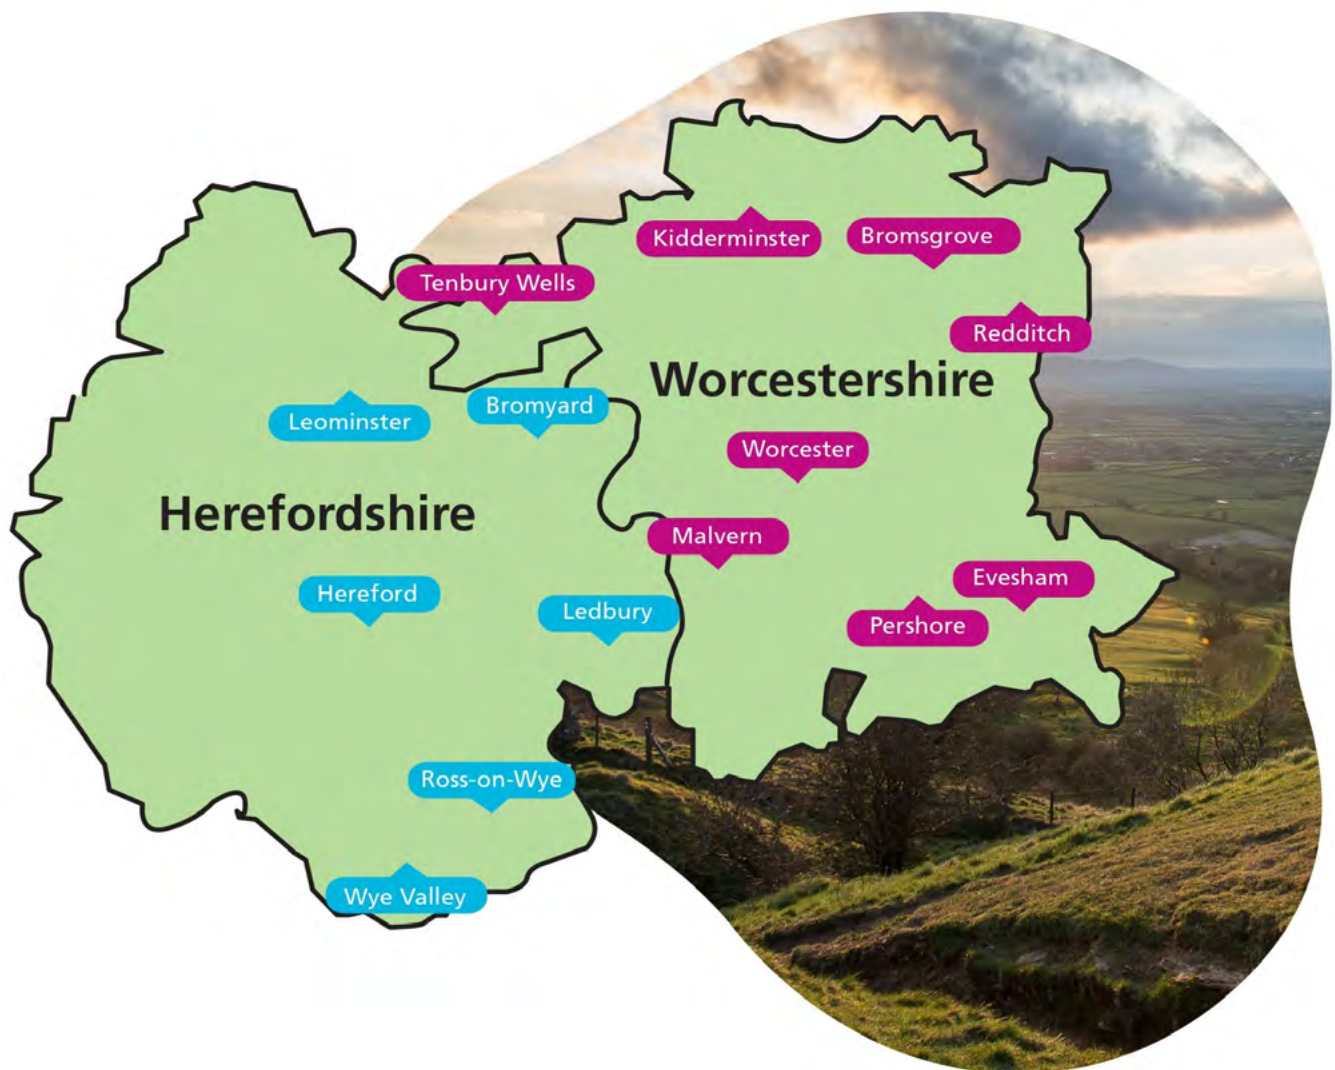 Kidderminster
Bromsgrove
Tenbury Wells
Redditch
Worcestershire
Bromyard
Leominster
Worcester
Herefordshire
Malvern
Evesham
Hereford
Ledbury
Pershore
Ross-on-Wye
Wye Valley